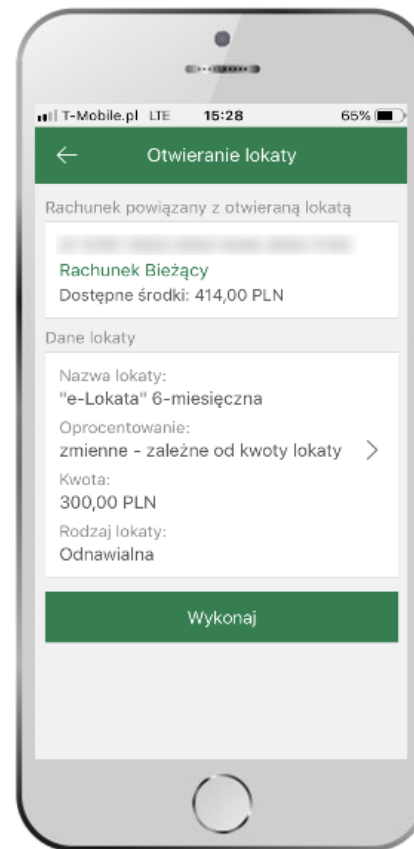 T-Mobile.pl LTE 15:28 65%
Otwieranie lokaty
Rachunek powiązany z otwieraną lokatą
Rachunek Bieżący
Dostępne środki: 414,00 PLN
Dane lokaty
Nazwa lokaty:
"e-Lokata" 6-miesięczna
Oprocentowanie:
zmienne - zależne od kwoty lokaty
Kwota:
300,00 PLN
Rodzaj lokaty:
Odnawialna
Wykonaj